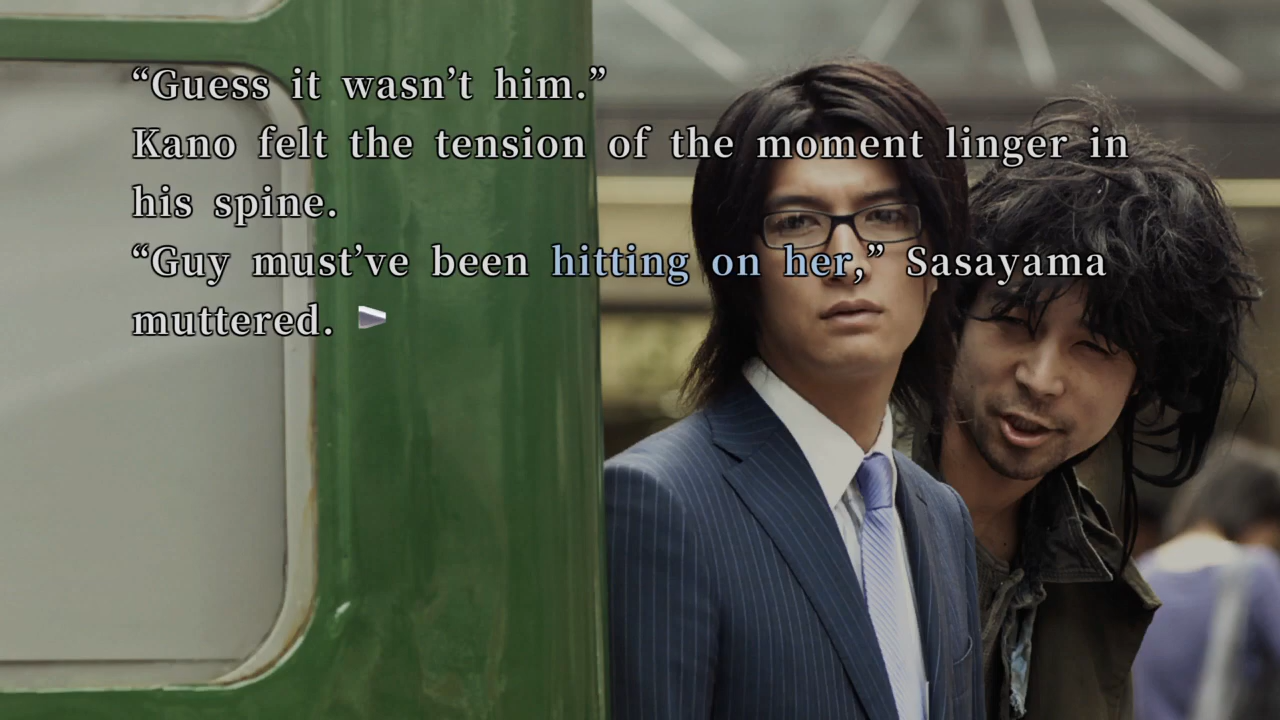 “Guess it wasn’t him.”
Kano felt the tension of the moment linger in
his spine.
“Guy must’ve been hitting on her,” Sasayama
muttered.